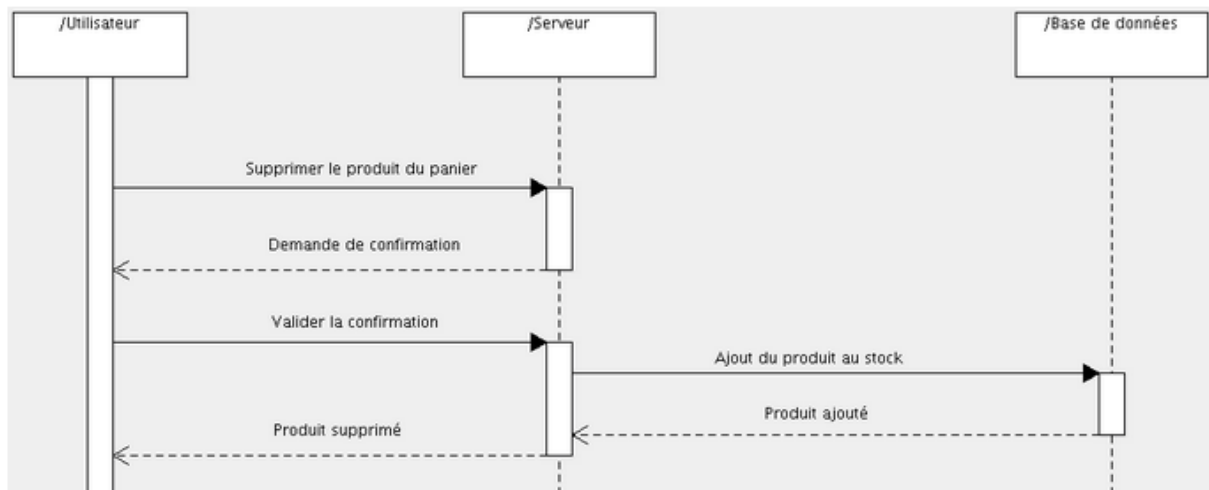 /Utilisateur
/Serveur
/Base de données
Supprimer le produit du panier
Demande de confirmation
Valider la confirmation
Ajout du produit au stock
Produit ajouté
Produit supprimé